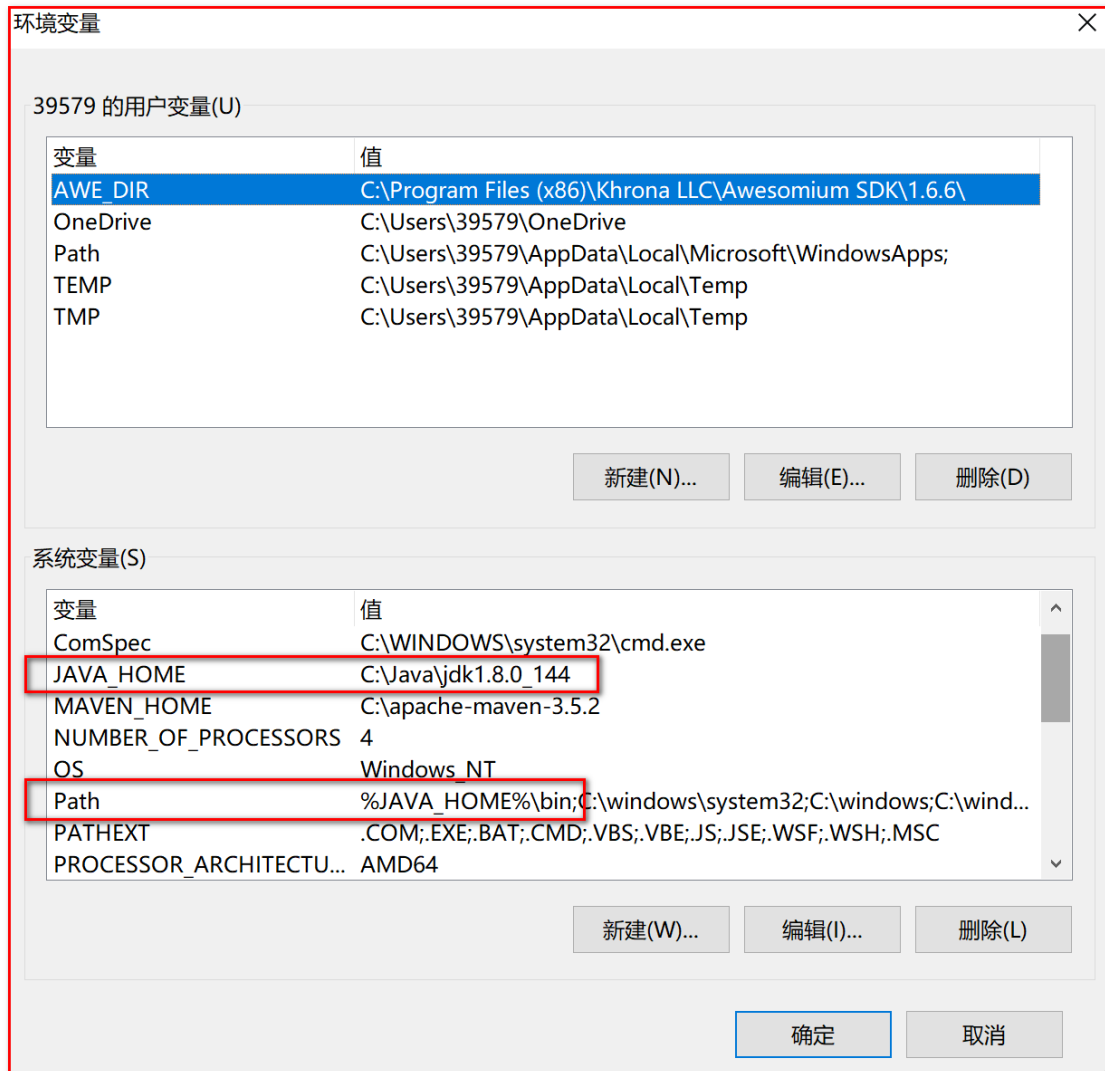 环境变量
39579 的用户变量(U)
变量 值
AWE_DIR C:\Program Files (x86)\Khrona LLC\Awesomium SDK\1.6.6\
OneDrive C:\Users\39579\OneDrive
Path C:\Users\39579\AppData\Local\Microsoft\WindowsApps;
TEMP C:\Users\39579\AppData\Local\Temp
TMP C:\Users\39579\AppData\Local\Temp
新建(N)... 编辑(E)... 删除(D)
系统变量(S)
变量 值
ComSpec C:\WINDOWS\system32\cmd.exe
JAVA_HOME C:\Java\jdk1.8.0_144
MAVEN_HOME C:\apache-maven-3.5.2
NUMBER_OF_PROCESSORS 4
OS Windows_NT
Path %JAVA_HOME%\bin;C:\windows\system32;C:\windows;C:\wind...
PATHEXT .COM;.EXE;.BAT;.CMD;.VBS;.VBE;.JS;.JSE;.WSF;.WSH;.MSC
PROCESSOR_ARCHITECTU... AMD64
新建(W)... 编辑(I)... 删除(L)
确定 取消